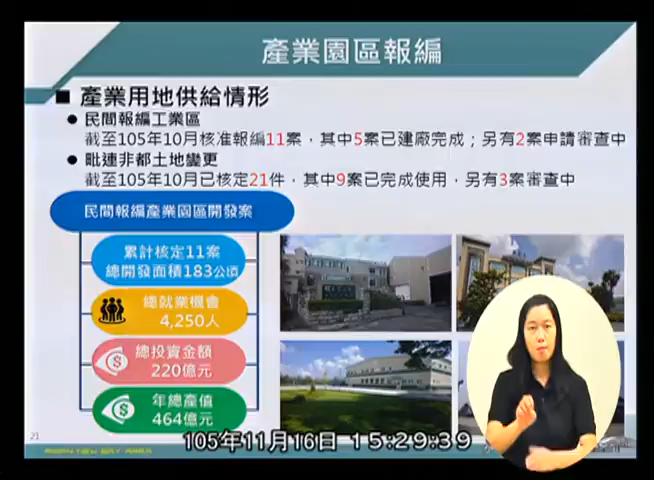 產業園區報編
產業用地供給情形
民間報編工業區
截至105年10月核准報編11案，其中5案已建廠完成；另有2案申請審查中
毗連非都土地變更
截至105年10月已核定21件，其中9案已完成使用，另有3案審查中
民間報編產業園區開發案
累計核定11案
總開發面積183公頃
總就業機會
4,250人
總投資金額
220億元
年總產值
464億元
21
105年11月16日 15:29:39